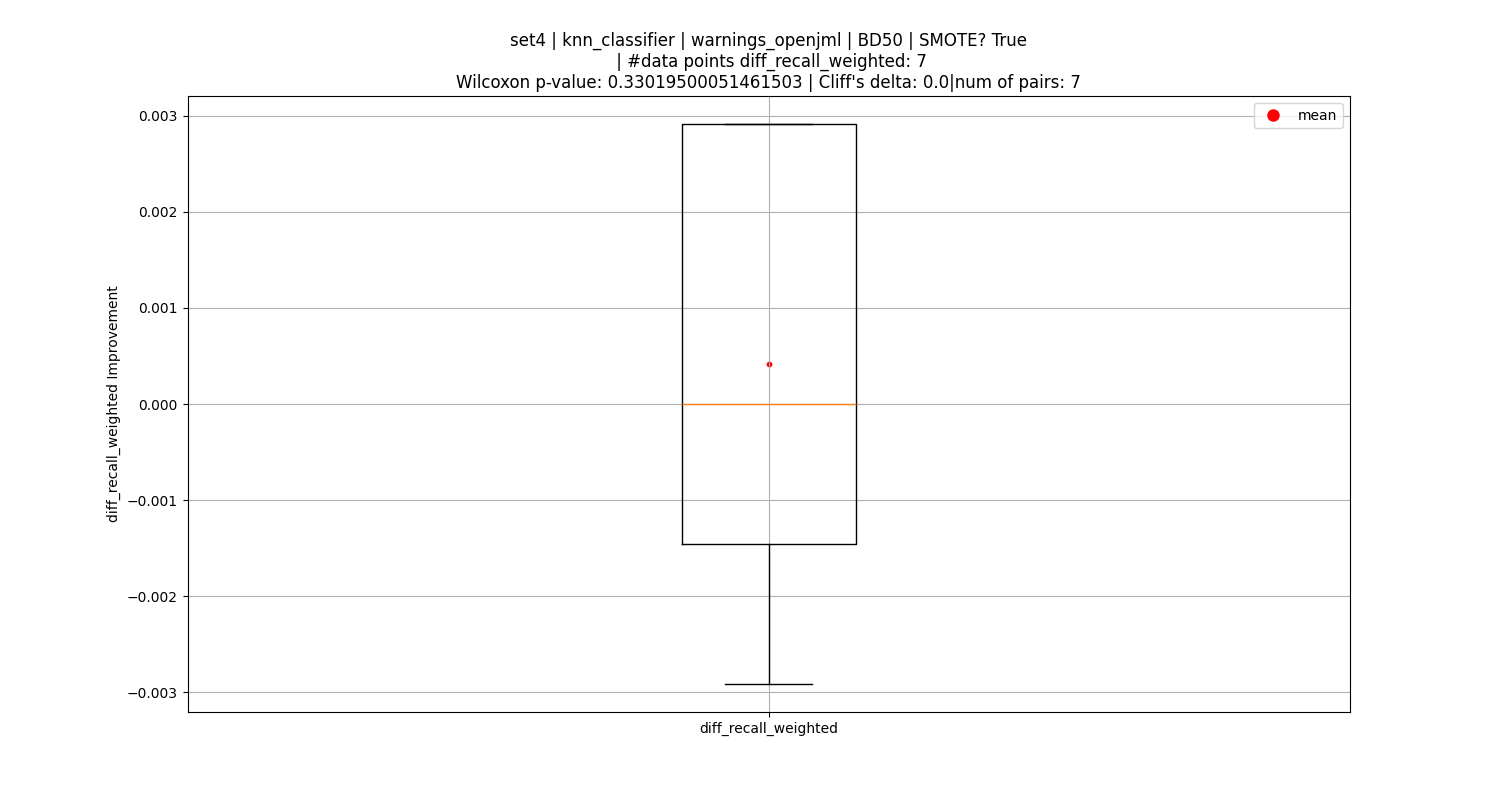 set4 | knn_classifier | warnings_openjml | BD50 | SMOTE? True
| #data points diff_recall_weighted: 7
Wilcoxon p-value: 0.33019500051461503 | Cliff's delta: 0.0|num of pairs: 7
mean
0.003
0.002
0.001
0.000
−0.001
−0.002
−0.003
diff_recall_weighted Improvement
diff_recall_weighted